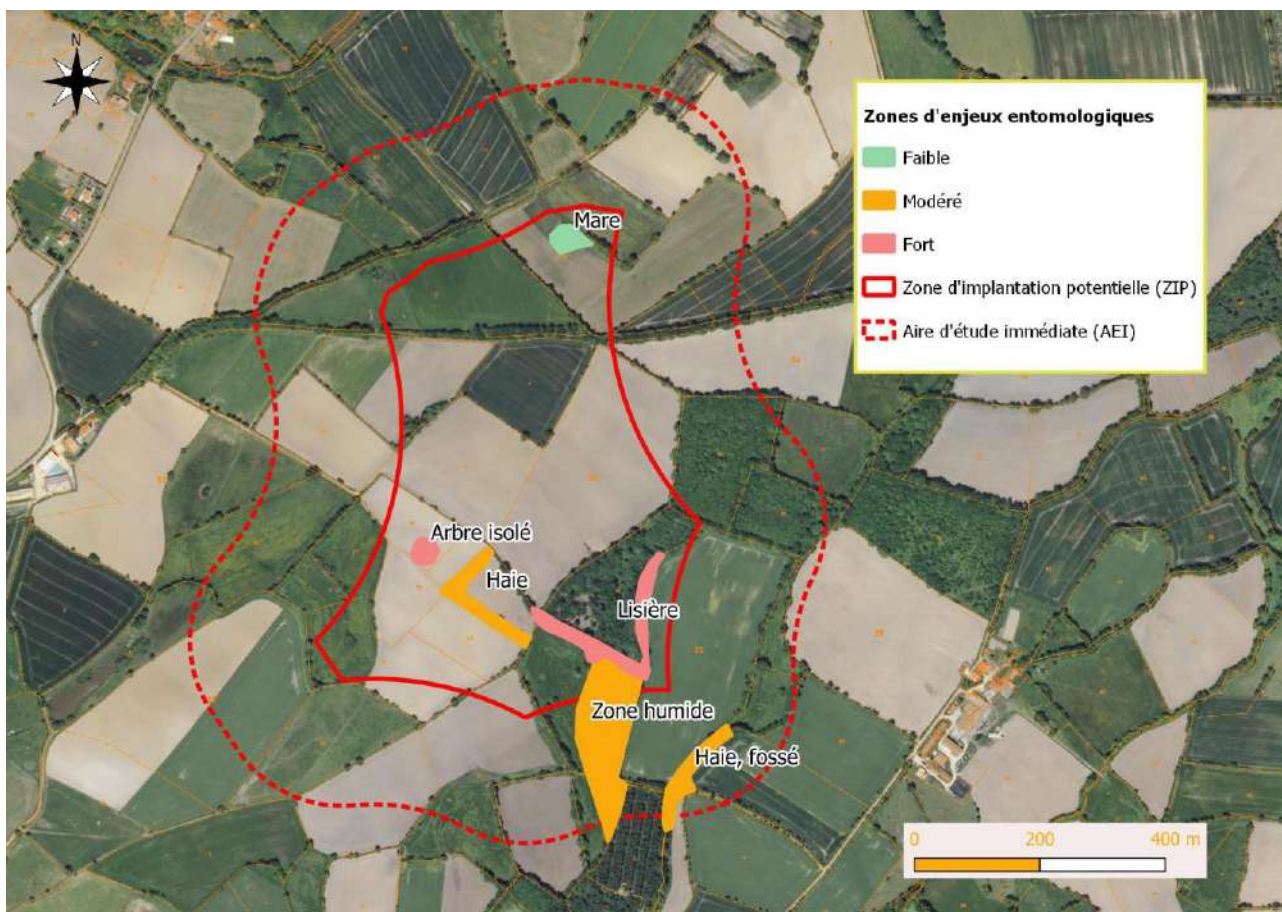 N
Zones d'enjeux entomologiques
Faible
Modéré
Fort
Zone d'implantation potentielle (ZIP)
Aire d'étude immédiate (AEI)
Mare
Arbre isolé
Haie
Lisière
Zone humide
Haie, fossé
0 200 400 m